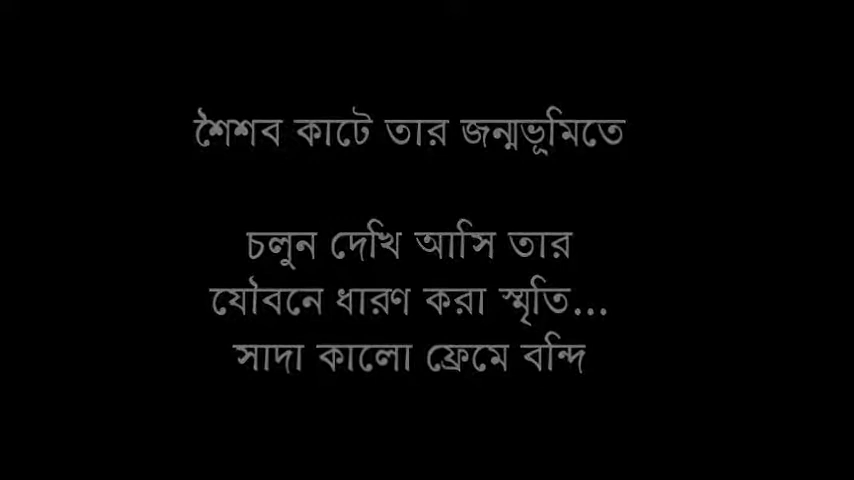 শৈশব কাটে তার জন্মভূমিতে
চলুন দেখি আসি তার
যৌবনে ধারণ করা স্মৃতি...
সাদা কালো ফ্রেমে বন্দি